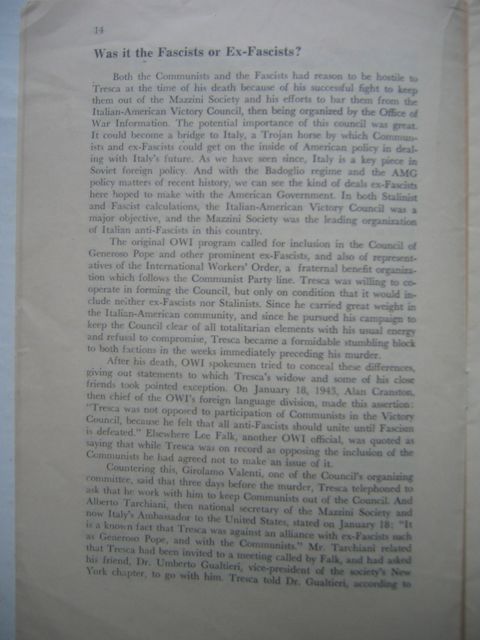 14
Was it the Fascists or Ex-Fascists?
Both the Communists and the Fascists had reason to be hostile to
Tresca at the time of his death because of his successful fight to keep
them out of the Mazzini Society and his efforts to bar them from the
Italian-American Victory Council, then being organized by the Office of
War Information. The potential importance of this council was great.
It could become a bridge to Italy, a Trojan horse by which Commun-
ists and ex-Fascists could get on the inside of American policy in deal-
ing with Italy's future. As we have seen since, Italy is a key piece in
Soviet foreign policy. And with the Badoglio regime and the AMG
policy matters of recent history, we can see the kind of deals ex-Fascists
here hoped to make with the American Government. In both Stalinist
and Fascist calculations, the Italian-American Victory Council was a
major objective, and the Mazzini Society was the leading organization
of Italian anti-Fascists in this country.
The original OWI program called for inclusion in the Council of
Generoso Pope and other prominent ex-Fascists, and also of represent-
atives of the International Workers' Order, a fraternal benefit organiza-
tion which follows the Communist Party line. Tresca was willing to co-
operate in forming the Council, but only on condition that it would in-
clude neither ex-Fascists nor Stalinists. Since he carried great weight in
the Italian-American community, and since he pursued his campaign to
keep the Council clear of all totalitarian elements with his usual energy
and refusal to compromise, Tresca became a formidable stumbling block
to both factions in the weeks immediately preceding his murder.
After his death, OWI spokesmen tried to conceal these differences,
giving out statements to which Tresca's widow and some of his close
friends took pointed exception. On January 18, 1943, Alan Cranston,
then chief of the OWI's foreign language division, made this assertion:
"Tresca was not opposed to participation of Communists in the Victory
Council, because he felt that all anti-Fascists should unite until Fascism
is defeated." Elsewhere Lee Falk, another OWI official, was quoted as
saying that while Tresca was on record as opposing the inclusion of the
Communists he had agreed not to make an issue of it.
Countering this, Girolamo Valenti, one of the Council's organizing
committee, said that three days before the murder, Tresca telephoned to
ask that he work with him to keep Communists out of the Council. And
Alberto Tarchiani, then national secretary of the Mazzini Society and
now Italy's Ambassador to the United States, stated on January 18: "It
is a known fact that Tresca was against an alliance with ex-Fascists such
as Generoso Pope, and with the Communists." Mr. Tarchiani related
that Tresca had been invited to a meeting called by Falk, and had asked
his friend, Dr. Umberto Gualtieri, vice-president of the society's New
York chapter, to go with him. Tresca told Dr. Gualtieri, according to